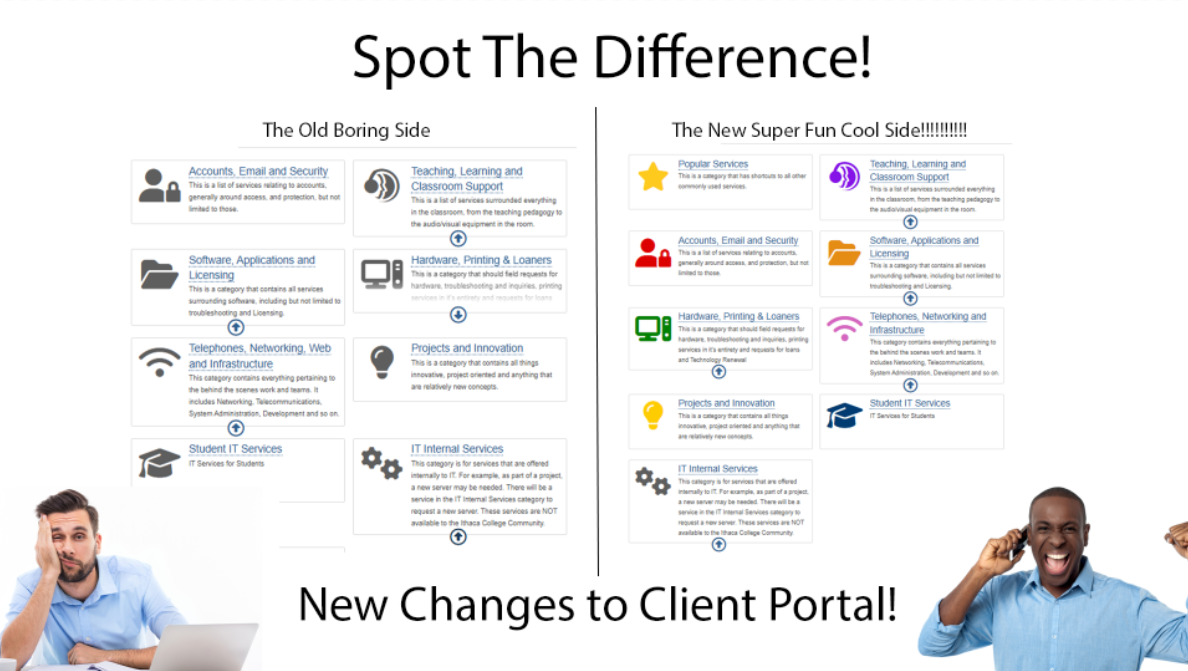 Spot The Difference!
The Old Boring Side
Accounts, Email and Security
This is a list of services relating to accounts,
generally around access, and protection, but not
limited to those.
Teaching, Learning and
Classroom Support
This is a list of services surrounded everything
in the classroom, from the teaching pedagogy to
the audio/visual equipment in the room.
Software, Applications and
Licensing
This is a category that contains all services
surrounding software, including but not limited to
troubleshooting and Licensing.
Hardware, Printing & Loaners
This is a category that should field requests for
hardware, troubleshooting and inquiries, printing
services in it's entirety and requests for loans
Telephones, Networking, Web
and Infrastructure
This category contains everything pertaining to
the behind the scenes work and teams. It
includes Networking, Telecommunications,
System Administration, Development and so on.
Projects and Innovation
This is a category that contains all things
innovative, project oriented and anything that
are relatively new concepts.
Student IT Services
IT Services for Students
IT Internal Services
This category is for services that are offered
internally to IT. For example, as part of a project,
a new server may be needed. There will be a
service in the IT Internal Services category to
request a new server. These services are NOT
available to the Ithaca College Community.
The New Super Fun Cool Side!!!!!!!!!!
Popular Services
This is a category that has shortcuts to all other
commonly used services.
Teaching, Learning and
Classroom Support
This is a list of services surrounded everything
in the classroom, from the teaching pedagogy to
the audio/visual equipment in the room.
Accounts, Email and Security
This is a list of services relating to accounts,
generally around access, and protection, but not
limited to those.
Software, Applications and
Licensing
This is a category that contains all services
surrounding software, including but not limited to
troubleshooting and Licensing.
Hardware, Printing & Loaners
This is a category that should field requests for
hardware, troubleshooting and inquiries, printing
services in it's entirety and requests for loans
and Technology Renewal
Telephones, Networking and
Infrastructure
This category contains everything pertaining to
the behind the scenes work and teams. It
includes Networking, Telecommunications,
System Administration, Development and so on.
Projects and Innovation
This is a category that contains all things
innovative, project oriented and anything that
are relatively new concepts.
Student IT Services
IT Services for Students
IT Internal Services
This category is for services that are offered
internally to IT. For example, as part of a project,
a new server may be needed. There will be a
service in the IT Internal Services category to
request a new server. These services are NOT
available to the Ithaca College Community.
New Changes to Client Portal!